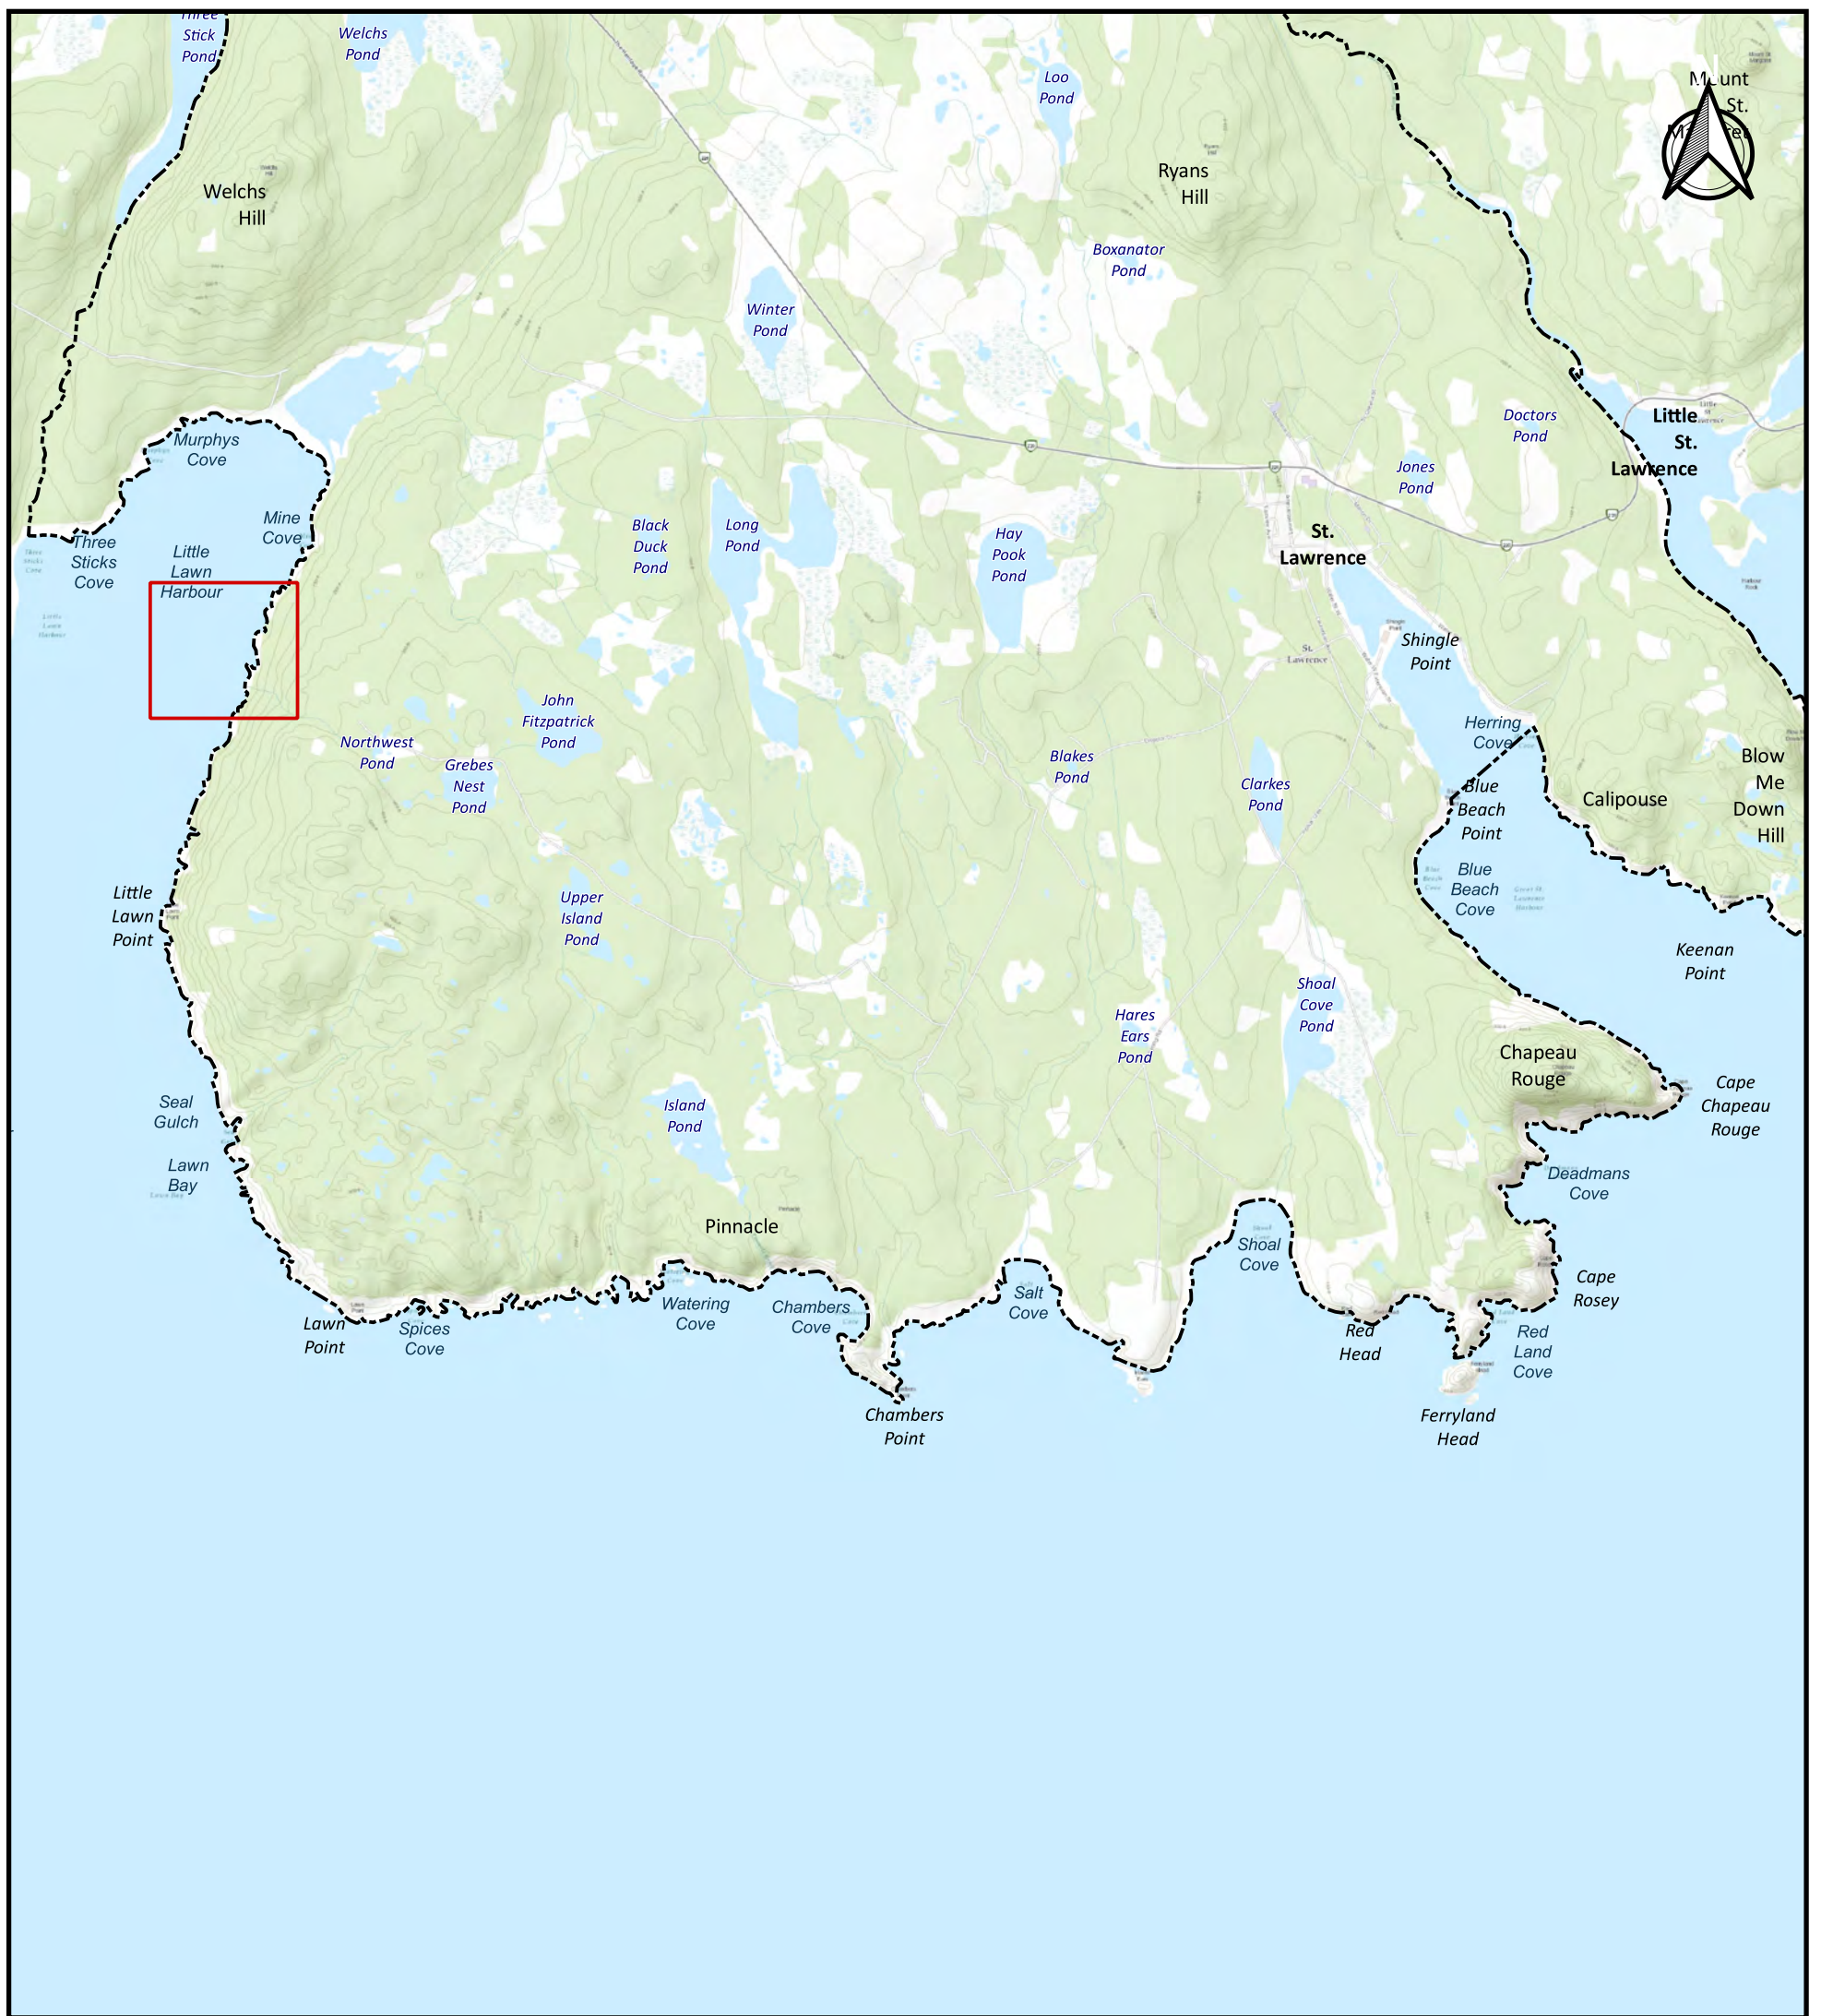 Three
Stick
Pond
Welchs
Pond
Loo
Pond
Mount
St.
Welchs
Hill
Ryans
Hill
Boxanator
Pond
Winter
Pond
Murphys
Cove
Doctors
Pond
Little
St.
Lawrence
Jones
Pond
Mine
Cove
Three
Sticks
Cove
Little
Lawn
Harbour
Black
Duck
Pond
Long
Pond
Hay
Pook
Pond
St.
Lawrence
Little
Lawn
Harbour
Shingle
Point
St.
Lawrence
John
Fitzpatrick
Pond
Northwest
Pond
Grebes
Nest
Pond
Blakes
Pond
Clarkes
Pond
Herring
Cove
Blue
Beach
Point
Calipouse
Blow
Me
Down
Hill
Blue
Beach
Cove
Little
Lawn
Point
Upper
Island
Pond
Keenan
Point
Shoal
Cove
Pond
Hares
Ears
Pond
Chapeau
Rouge
Cape
Chapeau
Rouge
Seal
Gulch
Island
Pond
Lawn
Bay
Deadmans
Cove
Pinnacle
Shoal
Cove
Cape
Rosey
Lawn
Point
Spices
Cove
Watering
Cove
Chambers
Cove
Salt
Cove
Red
Head
Red
Land
Cove
Chambers
Point
Ferryland
Head